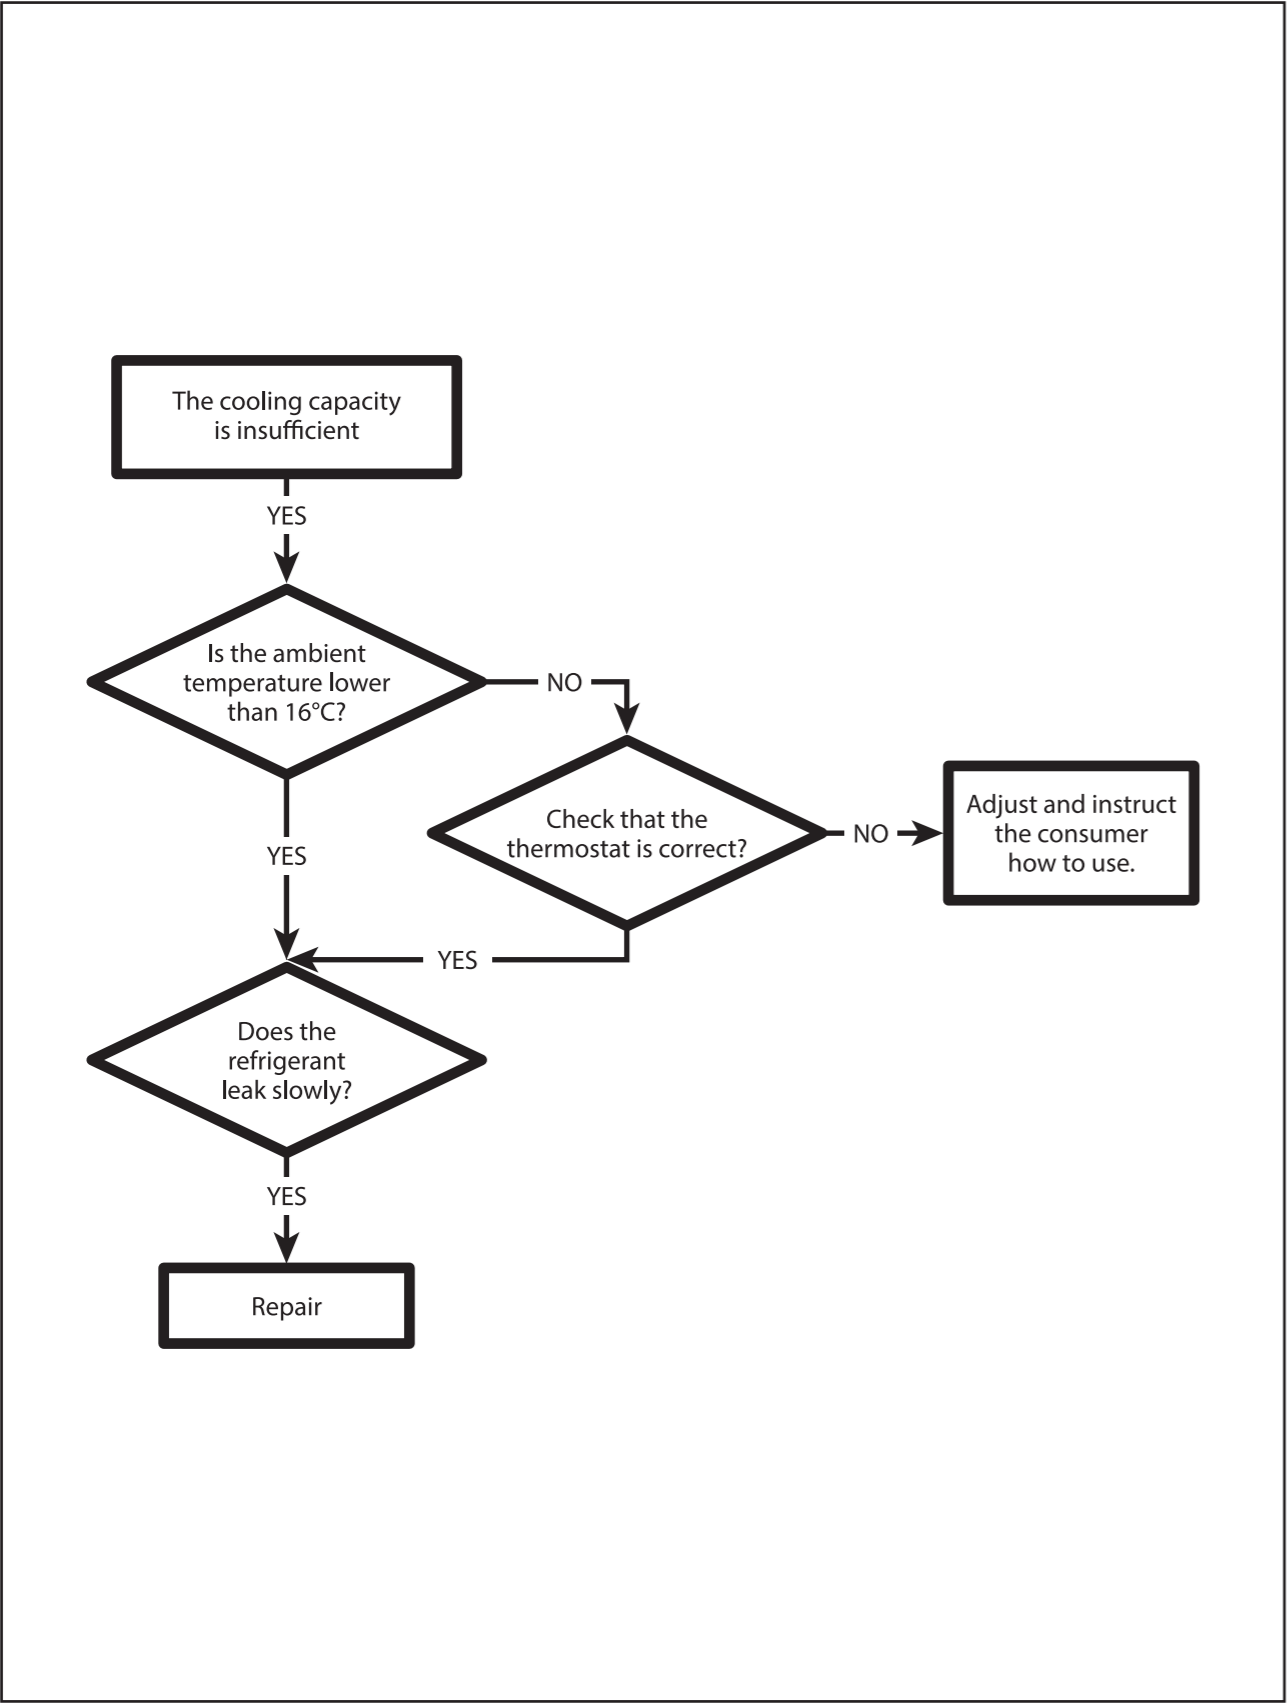 The cooling capacity
is insufficient
YES
Is the ambient
temperature lower
than 16°C?
NO
Check that the
thermostat is correct?
NO
Adjust and instruct
the consumer
how to use.
YES
YES
Does the
refrigerant
leak slowly?
YES
Repair